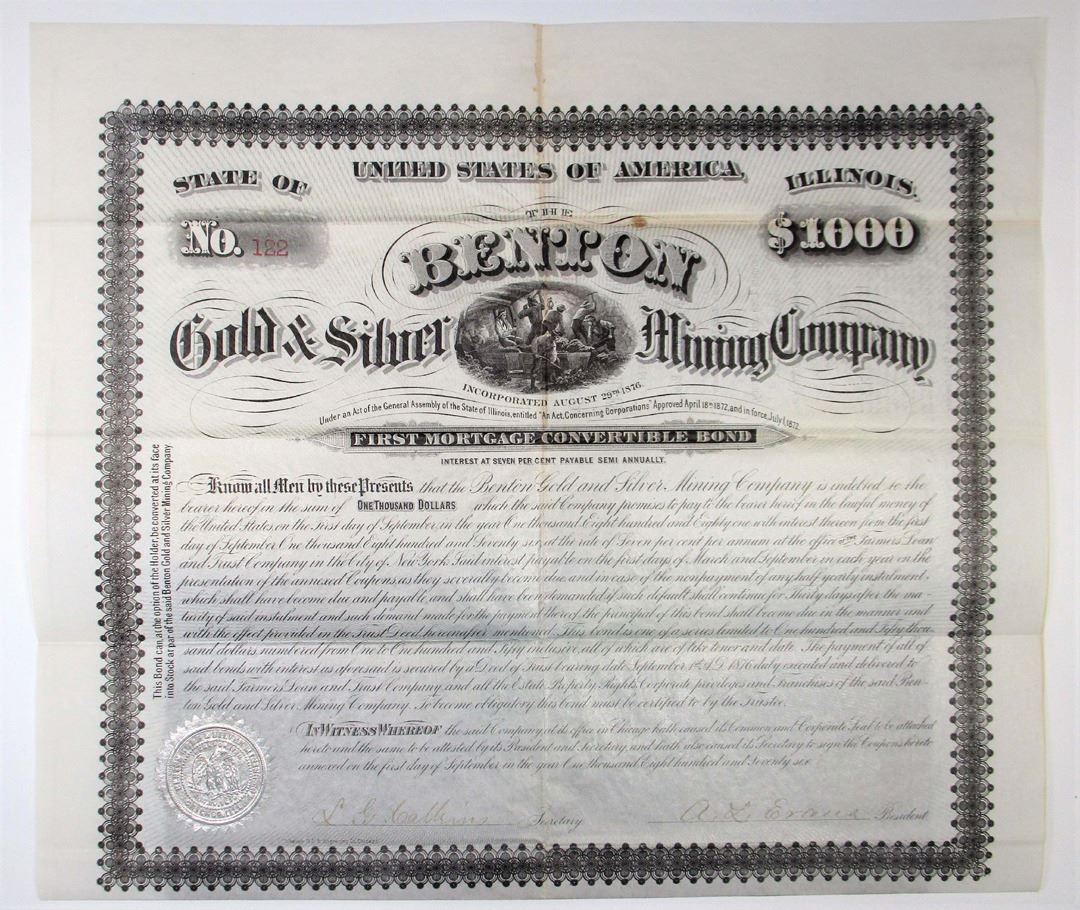 UNITED STATES OF AMERICA,
STATE OF
ILLINOIS.
No. 122
$1000
THE
BENTON
Gold & Silver Mining Company
INCORPORATED AUGUST 29TH 1876.
Under an Act of the General Assembly of the State of Illinois, entitled "An Act, Concerning Corporations" Approved April 18th 1872, and in force July 1, 1872.
FIRST MORTGAGE CONVERTIBLE BOND
INTEREST AT SEVEN PER CENT PAYABLE SEMI ANNUALLY.
This Bond can, at the option of the Holder, be converted at its face
into Stock at par of the said Benton Gold and Silver Mining Company
Know all Men by these Presents that the Benton Gold and Silver Mining Company is indebted to the
bearer hereof in the sum of ONE THOUSAND DOLLARS which the said Company promises to pay to the bearer hereof in the lawful money of
the United States on the first day of September, in the year One thousand Eight hundred and Eighty one with interest thereon from the first
day of September One thousand Eight hundred and Seventy six at the rate of Seven per cent per annum at the office of the Farmers Loan
and Trust Company in the City of New York. Said interest payable on the first days of March and September in each year on the
presentation of the annexed Coupons as they severally become due and in case of the nonpayment of any half yearly instalment,
which shall have become due and payable, and shall have been demanded, if such default shall continue for Thirty days after the ma-
turity of said instalment and such demand made for the payment thereof the principal of this bond shall become due in the manner and
with the effect provided in the Trust Deed hereinafter mentioned. This bond is one of a series limited to One hundred and Fifty thou-
sand dollars numbered from One to One hundred and Fifty inclusive, all of which are of like tenor and date. The payment of all of
said bonds with interest as aforesaid is secured by a Deed of Trust bearing date September 1st A.D. 1876 duly executed and delivered to
the said Farmers Loan and Trust Company, and all the Estate Property, Rights, Corporate privileges and Franchises of the said Ben-
ton Gold and Silver Mining Company. To become obligatory this bond must be certified to by the Trustee.
IN WITNESS WHEREOF the said Company, at its office in Chicago hath caused its Common and Corporate Seal to be attached
hereto and the same to be attested by its President and Secretary, and hath also caused its Secretary to sign the Coupons hereto
annexed on the first day of September in the year One thousand Eight hundred and Seventy six
L G Calkins Secretary
A. L. Evans President